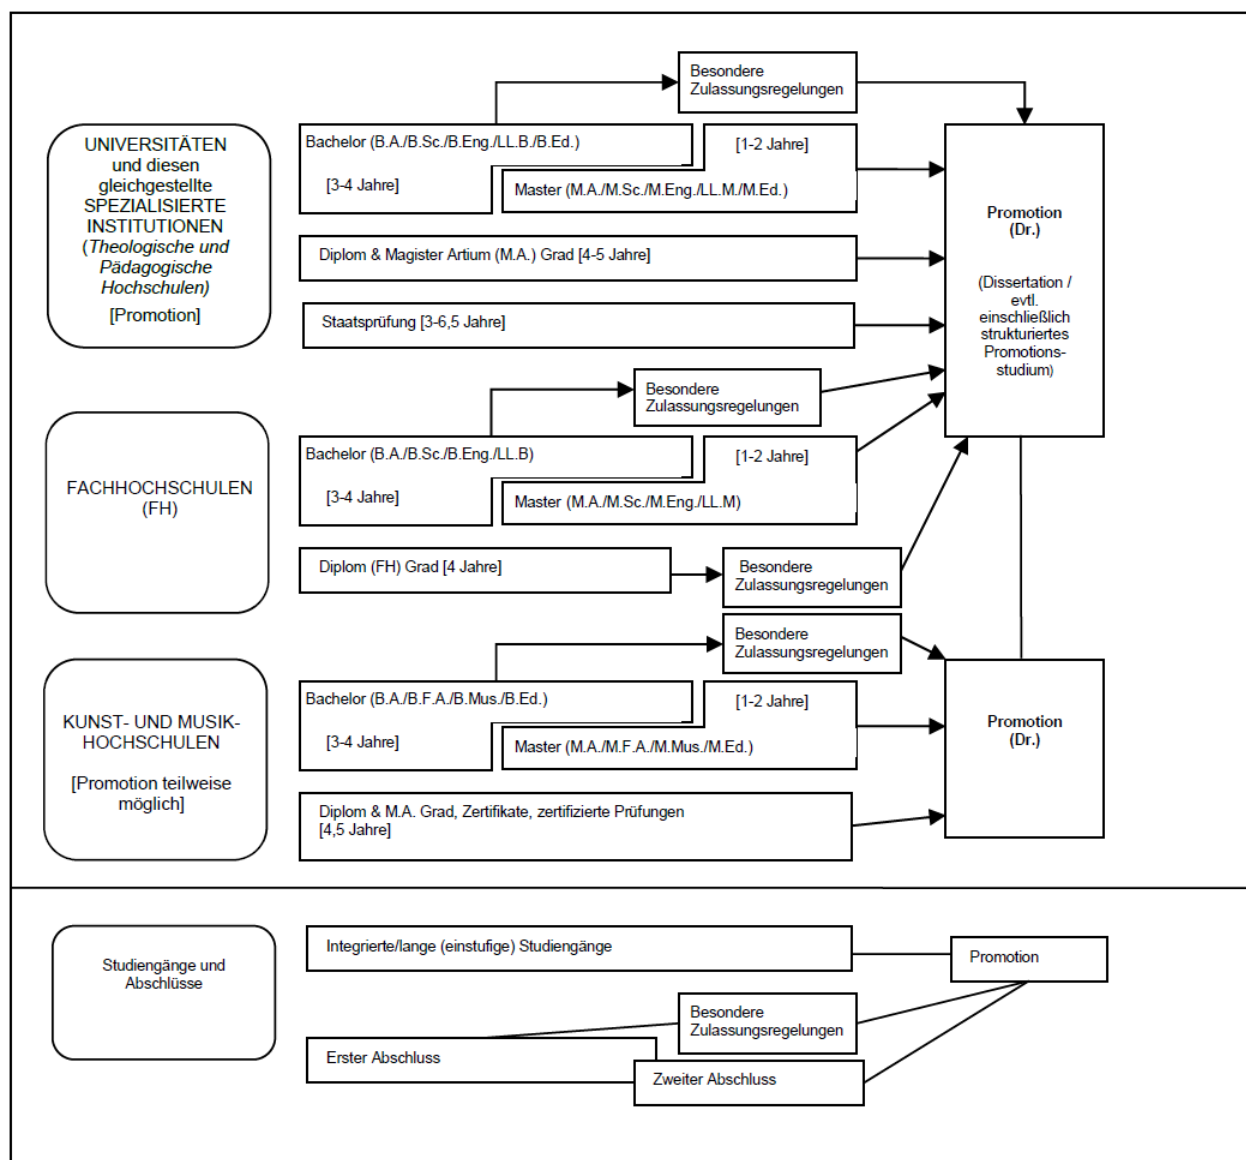 Besondere
Zulassungsregelungen
UNIVERSITÄTEN
und diesen
gleichgestellte
SPEZIALISIERTE
INSTITUTIONEN
(Theologische und
Pädagogische
Hochschulen)
[Promotion]
Bachelor (B.A./B.Sc./B.Eng./LL.B./B.Ed.)
[3-4 Jahre]
[1-2 Jahre]
Master (M.A./M.Sc./M.Eng./LL.M./M.Ed.)
Diplom & Magister Artium (M.A.) Grad [4-5 Jahre]
Staatsprüfung [3-6,5 Jahre]
Promotion
(Dr.)
(Dissertation /
evtl.
einschließlich
strukturiertes
Promotions-
studium)
Besondere
Zulassungsregelungen
FACHHOCHSCHULEN
(FH)
Bachelor (B.A./B.Sc./B.Eng./LL.B)
[3-4 Jahre]
[1-2 Jahre]
Master (M.A./M.Sc./M.Eng./LL.M)
Diplom (FH) Grad [4 Jahre]
Besondere
Zulassungsregelungen
Besondere
Zulassungsregelungen
KUNST- UND MUSIK-
HOCHSCHULEN
[Promotion teilweise
möglich]
Bachelor (B.A./B.F.A./B.Mus./B.Ed.)
[3-4 Jahre]
[1-2 Jahre]
Master (M.A./M.F.A./M.Mus./M.Ed.)
Diplom & M.A. Grad, Zertifikate, zertifizierte Prüfungen
[4,5 Jahre]
Promotion
(Dr.)
Studiengänge und
Abschlüsse
Integrierte/lange (einstufige) Studiengänge
Promotion
Besondere
Zulassungsregelungen
Erster Abschluss
Zweiter Abschluss